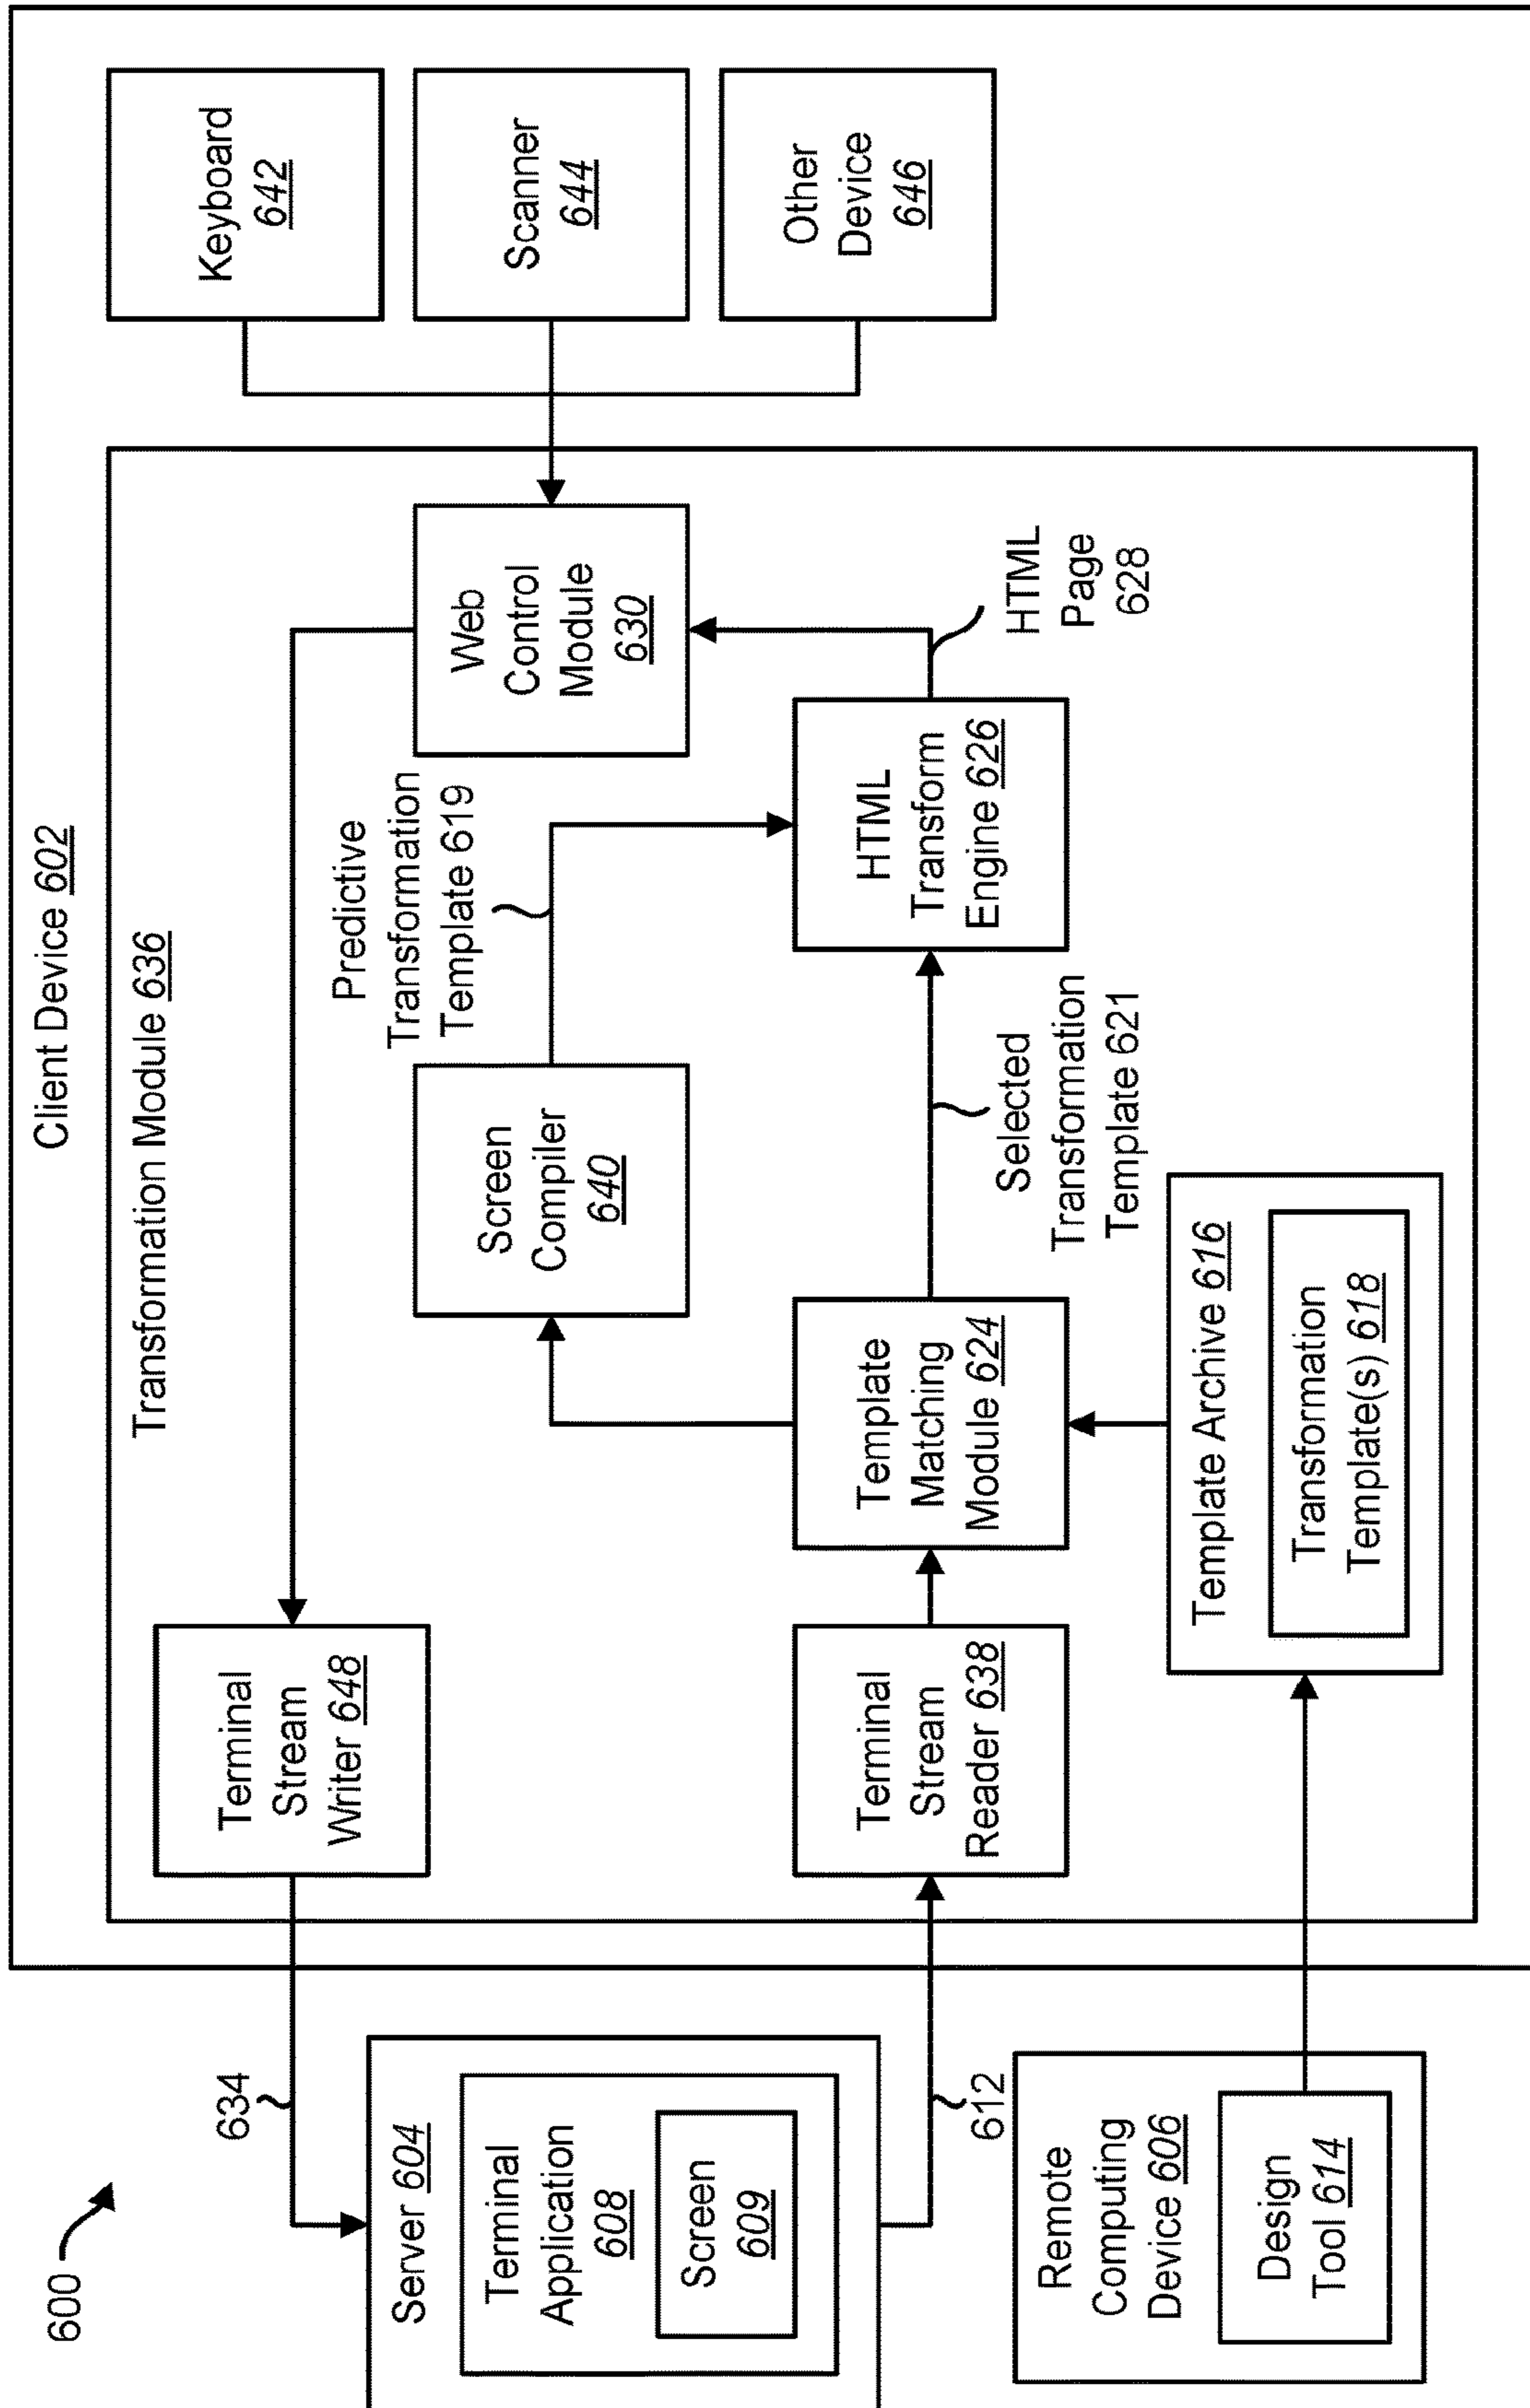 600
Client Device 602
Transformation Module 636
634
Server 604
Terminal
Application
608
Screen
609
612
Remote
Computing
Device 606
Design
Tool 614
Terminal
Stream
Writer 648
Terminal
Stream
Reader 638
Template
Matching
Module 624
Template Archive 616
Transformation
Template(s) 618
Screen
Compiler
640
Predictive
Transformation
Template 619
Selected
Transformation
Template 621
HTML
Transform
Engine 626
HTML
Page
628
Web
Control
Module
630
Keyboard
642
Scanner
644
Other
Device
646